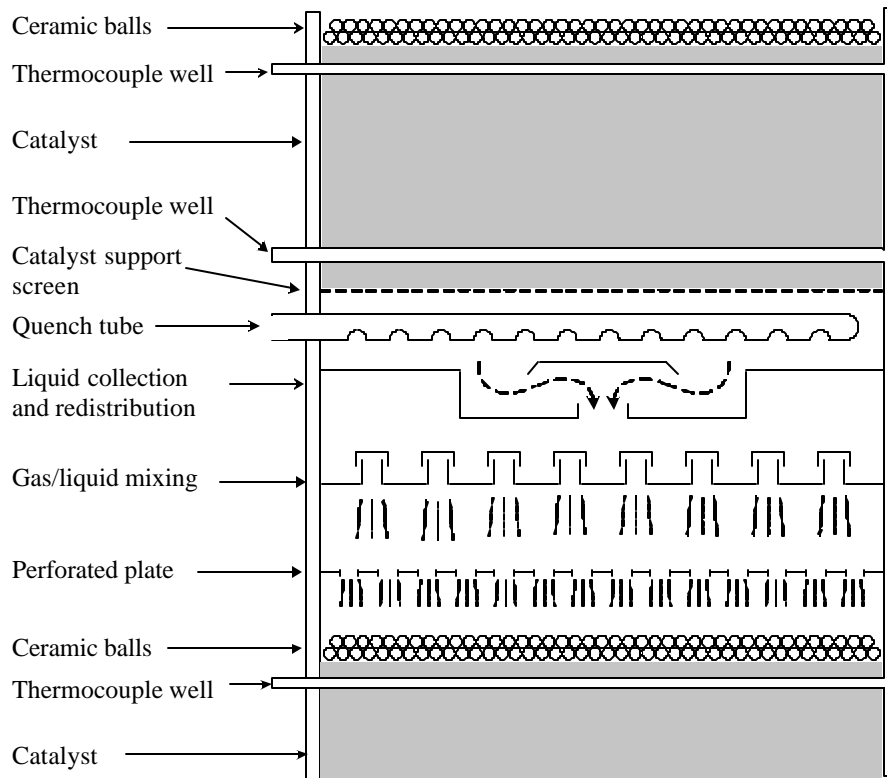 Ceramic balls
Thermocouple well
Catalyst
Thermocouple well
Catalyst support
screen
Quench tube
Liquid collection
and redistribution
Gas/liquid mixing
Perforated plate
Ceramic balls
Thermocouple well
Catalyst